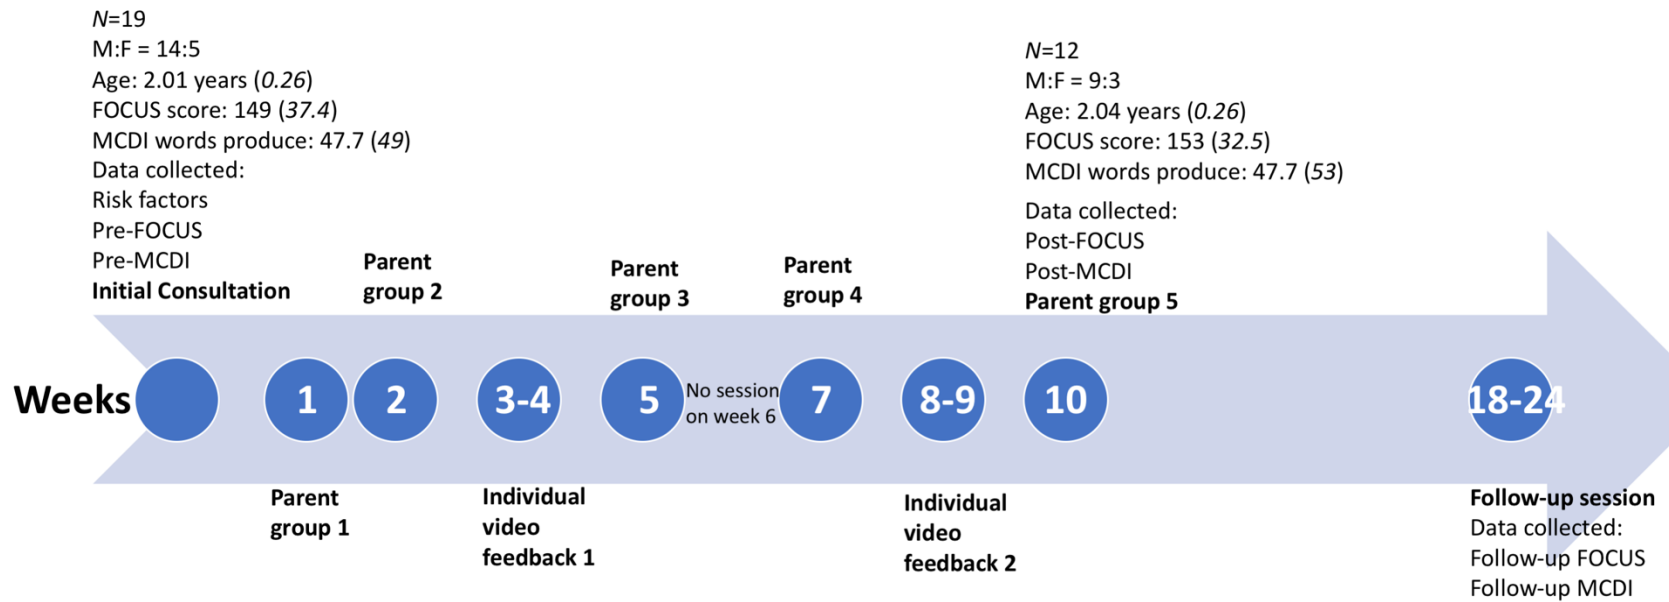 N=19
M:F = 14:5
Age: 2.01 years (0.26)
FOCUS score: 149 (37.4)
MCDI words produce: 47.7 (49)
Data collected:
Risk factors
Pre-FOCUS
Pre-MCDI
Initial Consultation
Parent
group 2
Parent
group 3
Parent
group 4
N=12
M:F = 9:3
Age: 2.04 years (0.26)
FOCUS score: 153 (32.5)
MCDI words produce: 47.7 (53)
Data collected:
Post-FOCUS
Post-MCDI
Parent group 5
Weeks
1
2
3-4
5
No session
on week 6
7
8-9
10
18-24
Parent
group 1
Individual
video
feedback 1
Individual
video
feedback 2
Follow-up session
Data collected:
Follow-up FOCUS
Follow-up MCDI